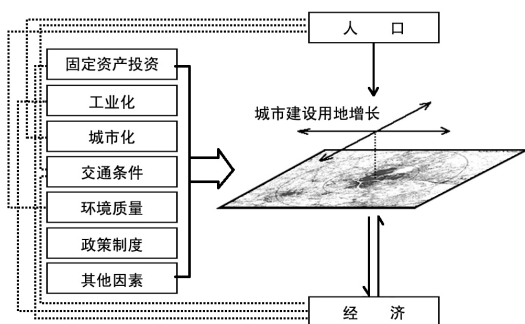 人 口
固定资产投资
工业化
城市化
交通条件
环境质量
政策制度
其他因素
城市建设用地增长
经 济